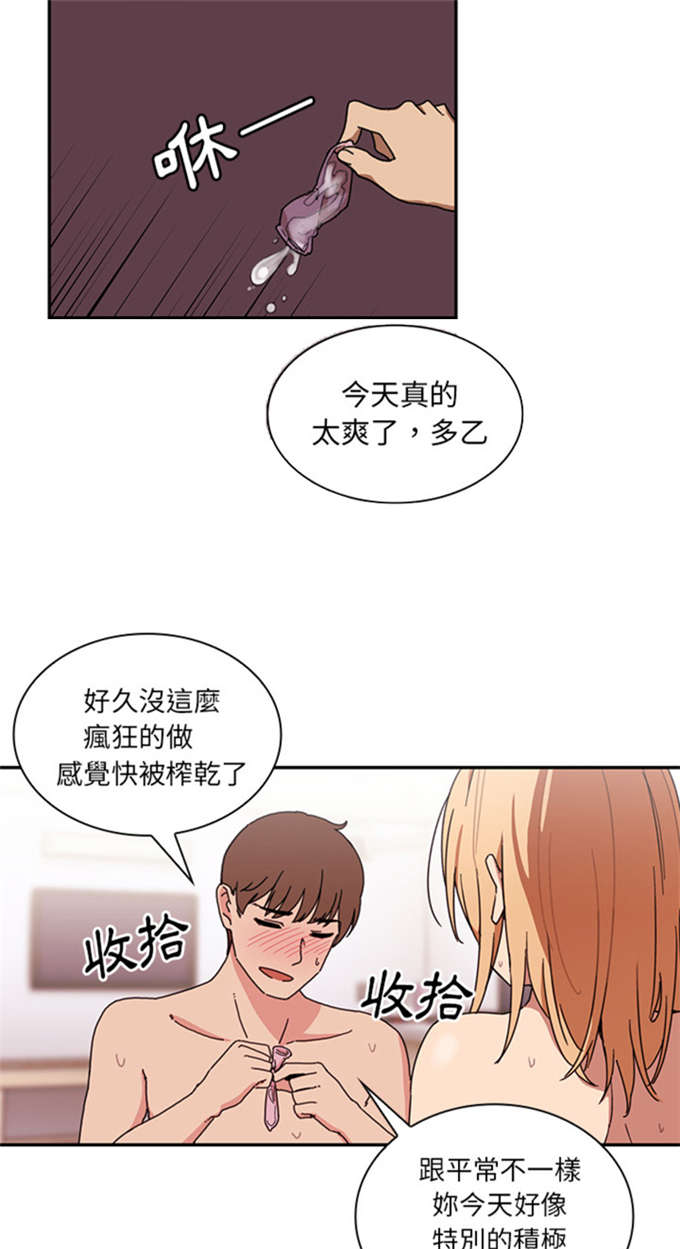 咻一
今天真的
太爽了，多乙
好久沒這麼
瘋狂的做
感覺快被榨乾了
收拾
收拾
跟平常不一樣
妳今天好像
特別的積極